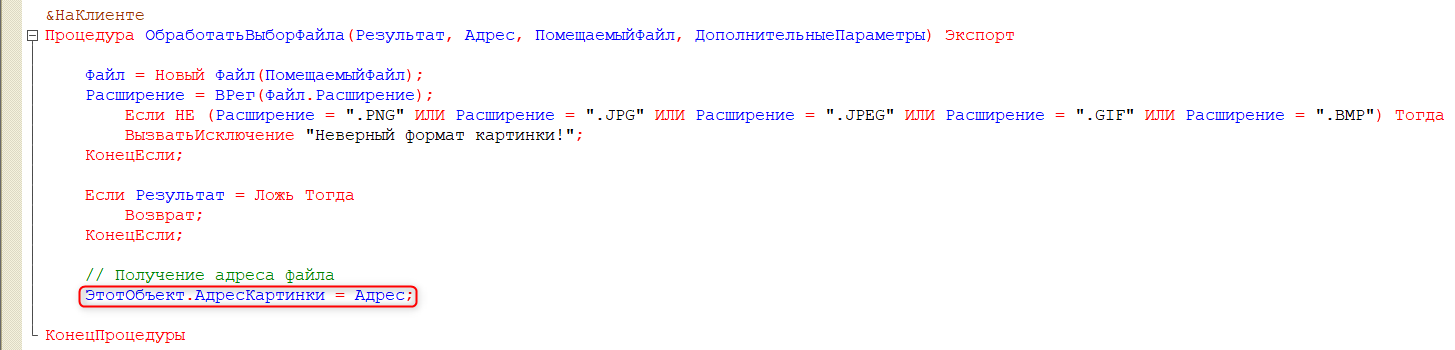 &НаКлиенте
Процедура ОбработатьВыборФайла(Результат, Адрес, ПомещаемыйФайл, ДополнительныеПараметры) Экспорт
Файл = Новый Файл(ПомещаемыйФайл);
Расширение = ВРег(Файл.Расширение);
Если НЕ (Расширение = ".PNG" ИЛИ Расширение = ".JPG" ИЛИ Расширение = ".JPEG" ИЛИ Расширение = ".GIF" ИЛИ Расширение = ".BMP") Тогда
ВызватьИсключение "Неверный формат картинки!";
КонецЕсли;
Если Результат = Ложь Тогда
Возврат;
КонецЕсли;
// Получение адреса файла
ЭтотОбъект.АдресКартинки = Адрес;
КонецПроцедуры